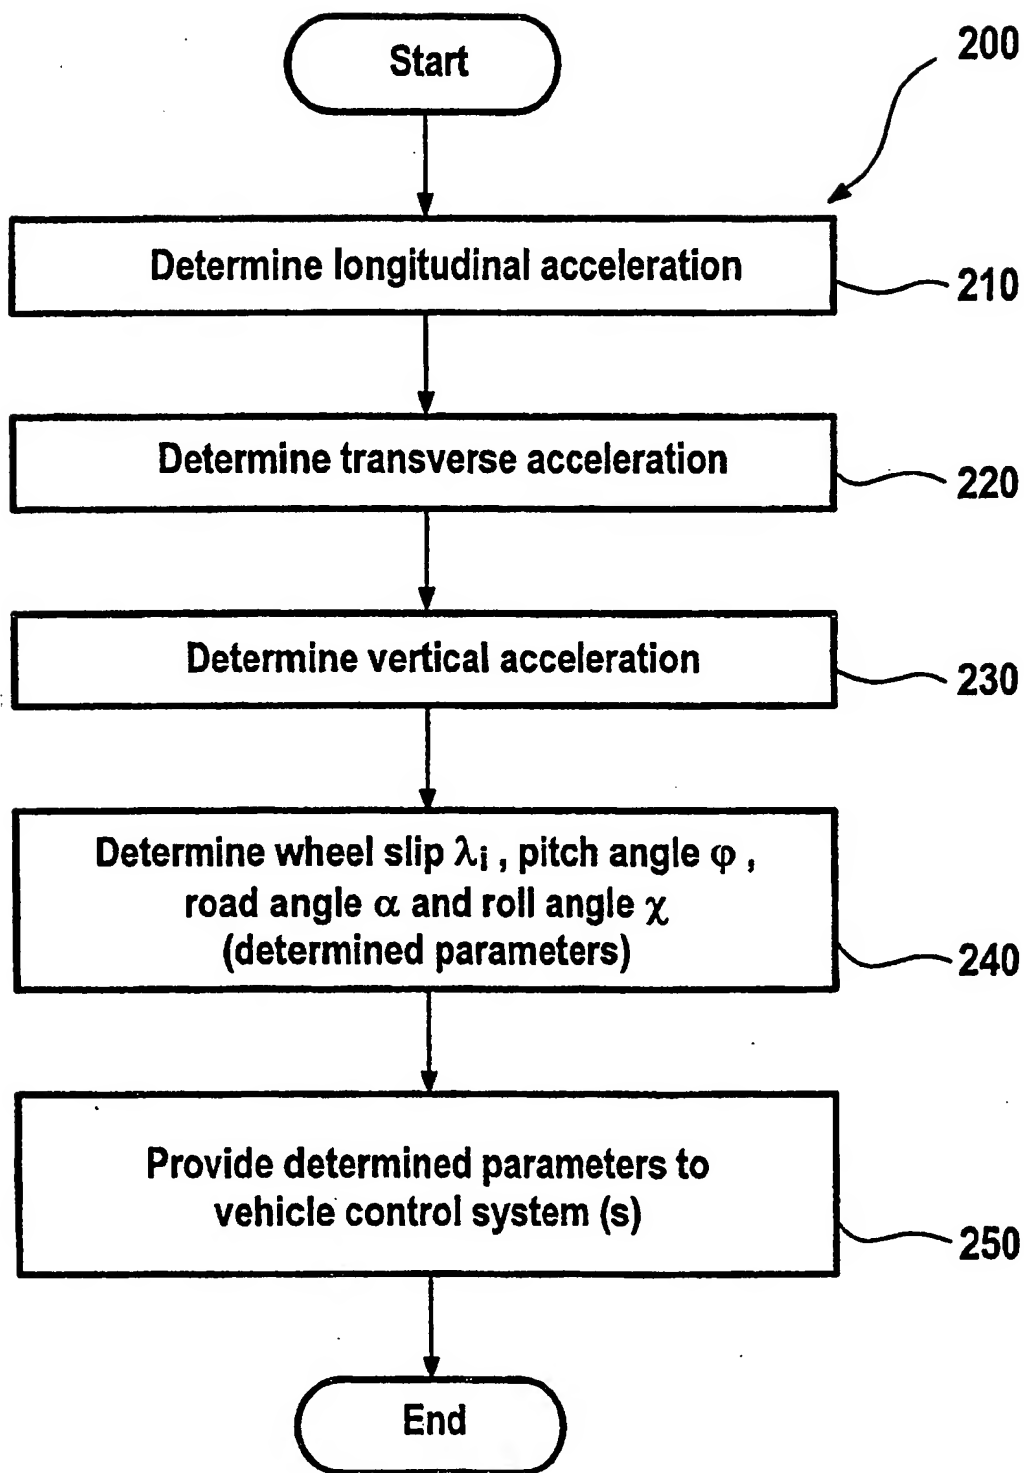 Start
200
Determine longitudinal acceleration
210
Determine transverse acceleration
220
Determine vertical acceleration
230
Determine wheel slip λi , pitch angle φ ,
road angle α and roll angle χ
(determined parameters)
240
Provide determined parameters to
vehicle control system (s)
250
End